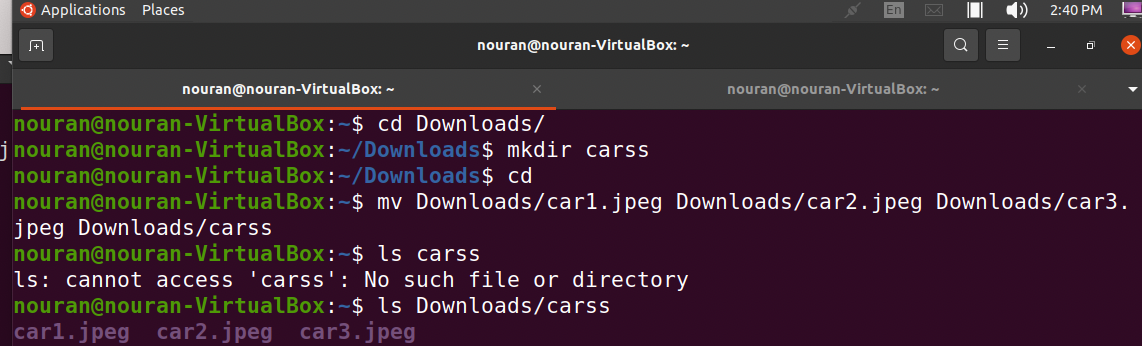 Applications Places En 2:40 PM
nouran@nouran-VirtualBox: ~
nouran@nouran-VirtualBox: ~ × nouran@nouran-VirtualBox: ~ ×
nouran@nouran-VirtualBox:~$ cd Downloads/
j nouran@nouran-VirtualBox:~/Downloads$ mkdir carss
nouran@nouran-VirtualBox:~/Downloads$ cd
nouran@nouran-VirtualBox:~$ mv Downloads/car1.jpeg Downloads/car2.jpeg Downloads/car3.
jpeg Downloads/carss
nouran@nouran-VirtualBox:~$ ls carss
ls: cannot access 'carss': No such file or directory
nouran@nouran-VirtualBox:~$ ls Downloads/carss
car1.jpeg car2.jpeg car3.jpeg